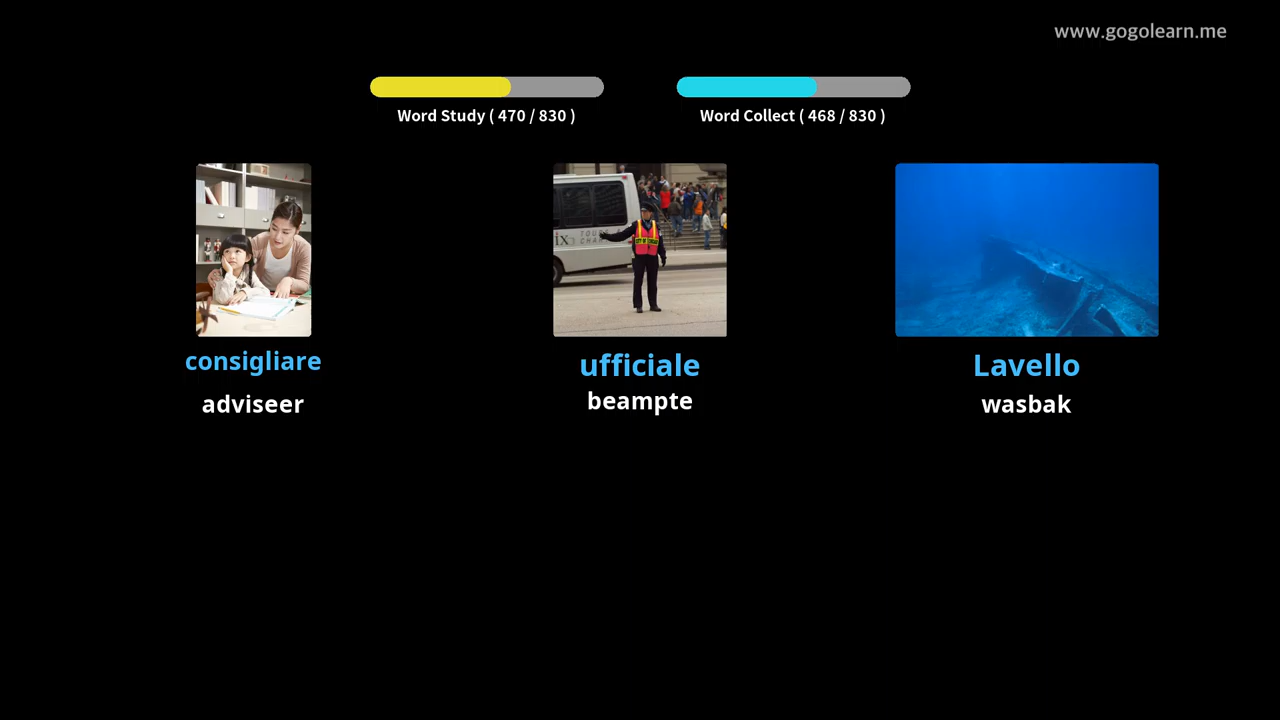 www.gogolearn.me
Word Study ( 470 / 830 )
Word Collect ( 468 / 830 )
consigliare
ufficiale
Lavello
adviseer
beampte
wasbak